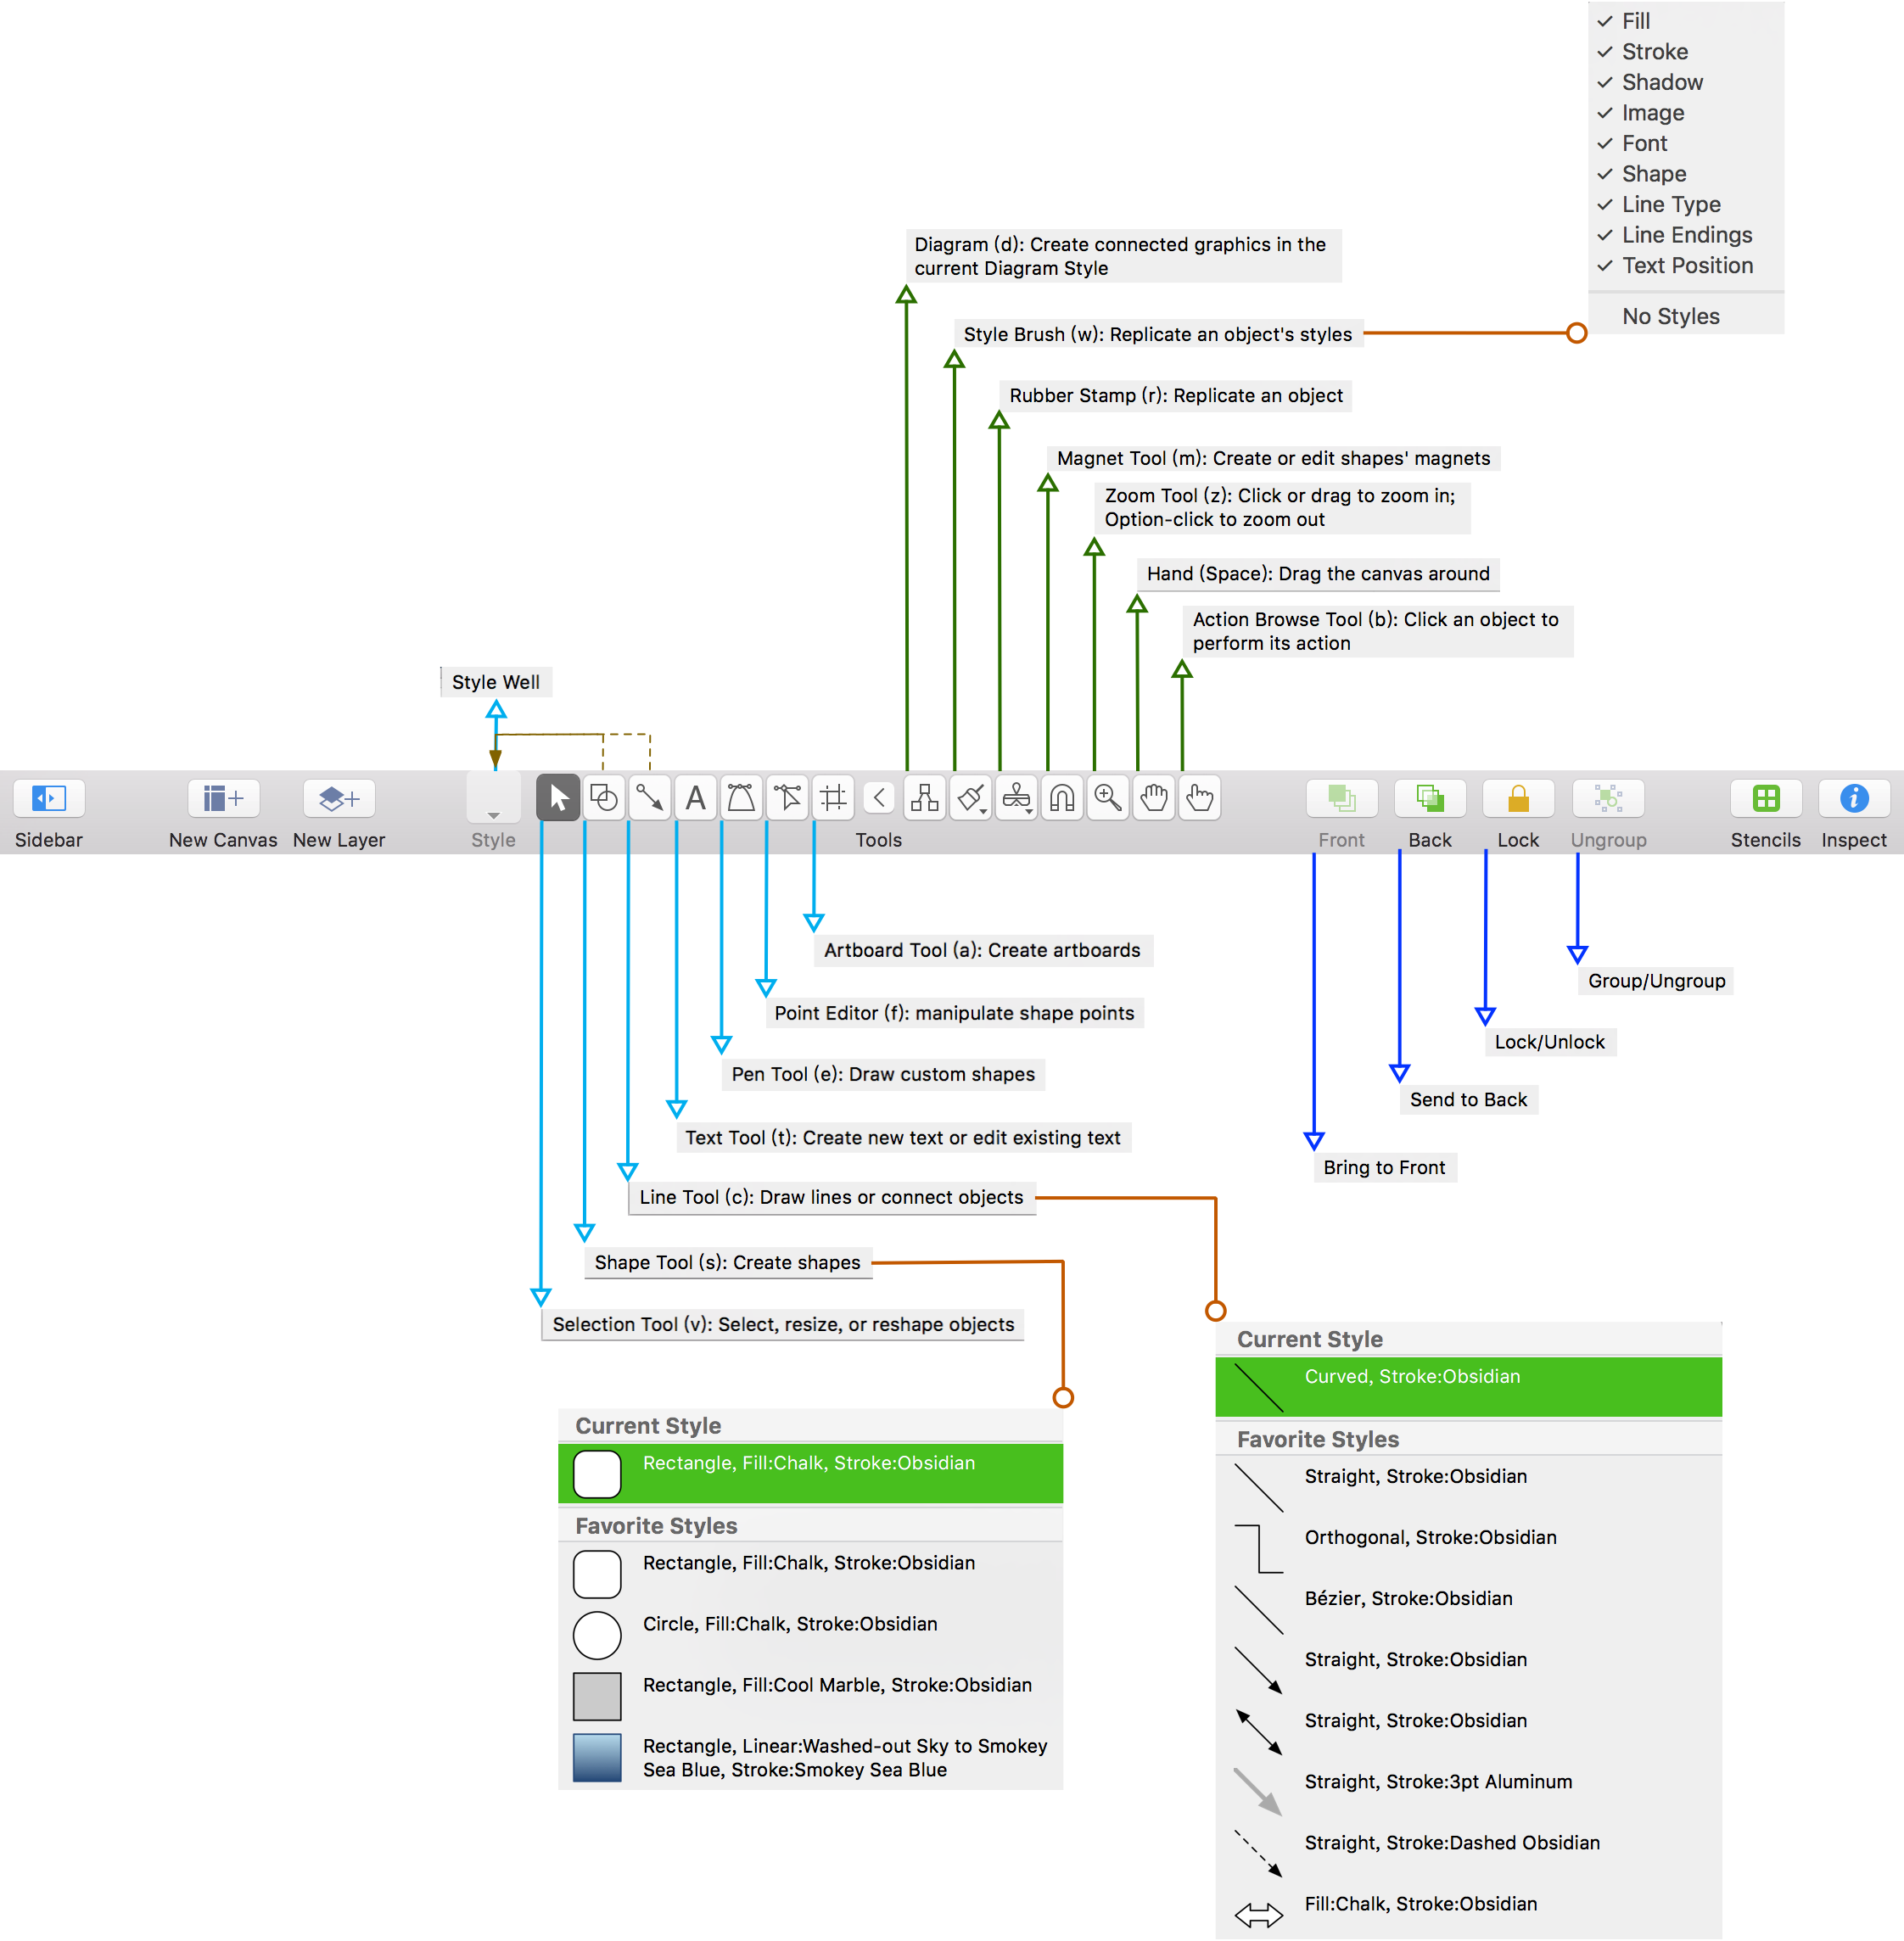 Fill
Stroke
Shadow
Image
Font
Shape
Line Type
Line Endings
Text Position
No Styles
Diagram (d): Create connected graphics in the
current Diagram Style
Style Brush (w): Replicate an object's styles
Rubber Stamp (r): Replicate an object
Magnet Tool (m): Create or edit shapes' magnets
Zoom Tool (z): Click or drag to zoom in;
Option-click to zoom out
Hand (Space): Drag the canvas around
Action Browse Tool (b): Click an object to
perform its action
Style Well
A
Sidebar
New Canvas
New Layer
Style
Tools
Front
Back
Lock
Ungroup
Stencils
Inspect
Artboard Tool (a): Create artboards
Point Editor (f): manipulate shape points
Pen Tool (e): Draw custom shapes
Text Tool (t): Create new text or edit existing text
Line Tool (c): Draw lines or connect objects
Shape Tool (s): Create shapes
Selection Tool (v): Select, resize, or reshape objects
Group/Ungroup
Lock/Unlock
Send to Back
Bring to Front
Current Style
Rectangle, Fill:Chalk, Stroke:Obsidian
Favorite Styles
Rectangle, Fill:Chalk, Stroke:Obsidian
Circle, Fill:Chalk, Stroke:Obsidian
Rectangle, Fill:Cool Marble, Stroke:Obsidian
Rectangle, Linear:Washed-out Sky to Smokey
Sea Blue, Stroke:Smokey Sea Blue
Current Style
Curved, Stroke:Obsidian
Favorite Styles
Straight, Stroke:Obsidian
Orthogonal, Stroke:Obsidian
Bézier, Stroke:Obsidian
Straight, Stroke:Obsidian
Straight, Stroke:Obsidian
Straight, Stroke:3pt Aluminum
Straight, Stroke:Dashed Obsidian
Fill:Chalk, Stroke:Obsidian